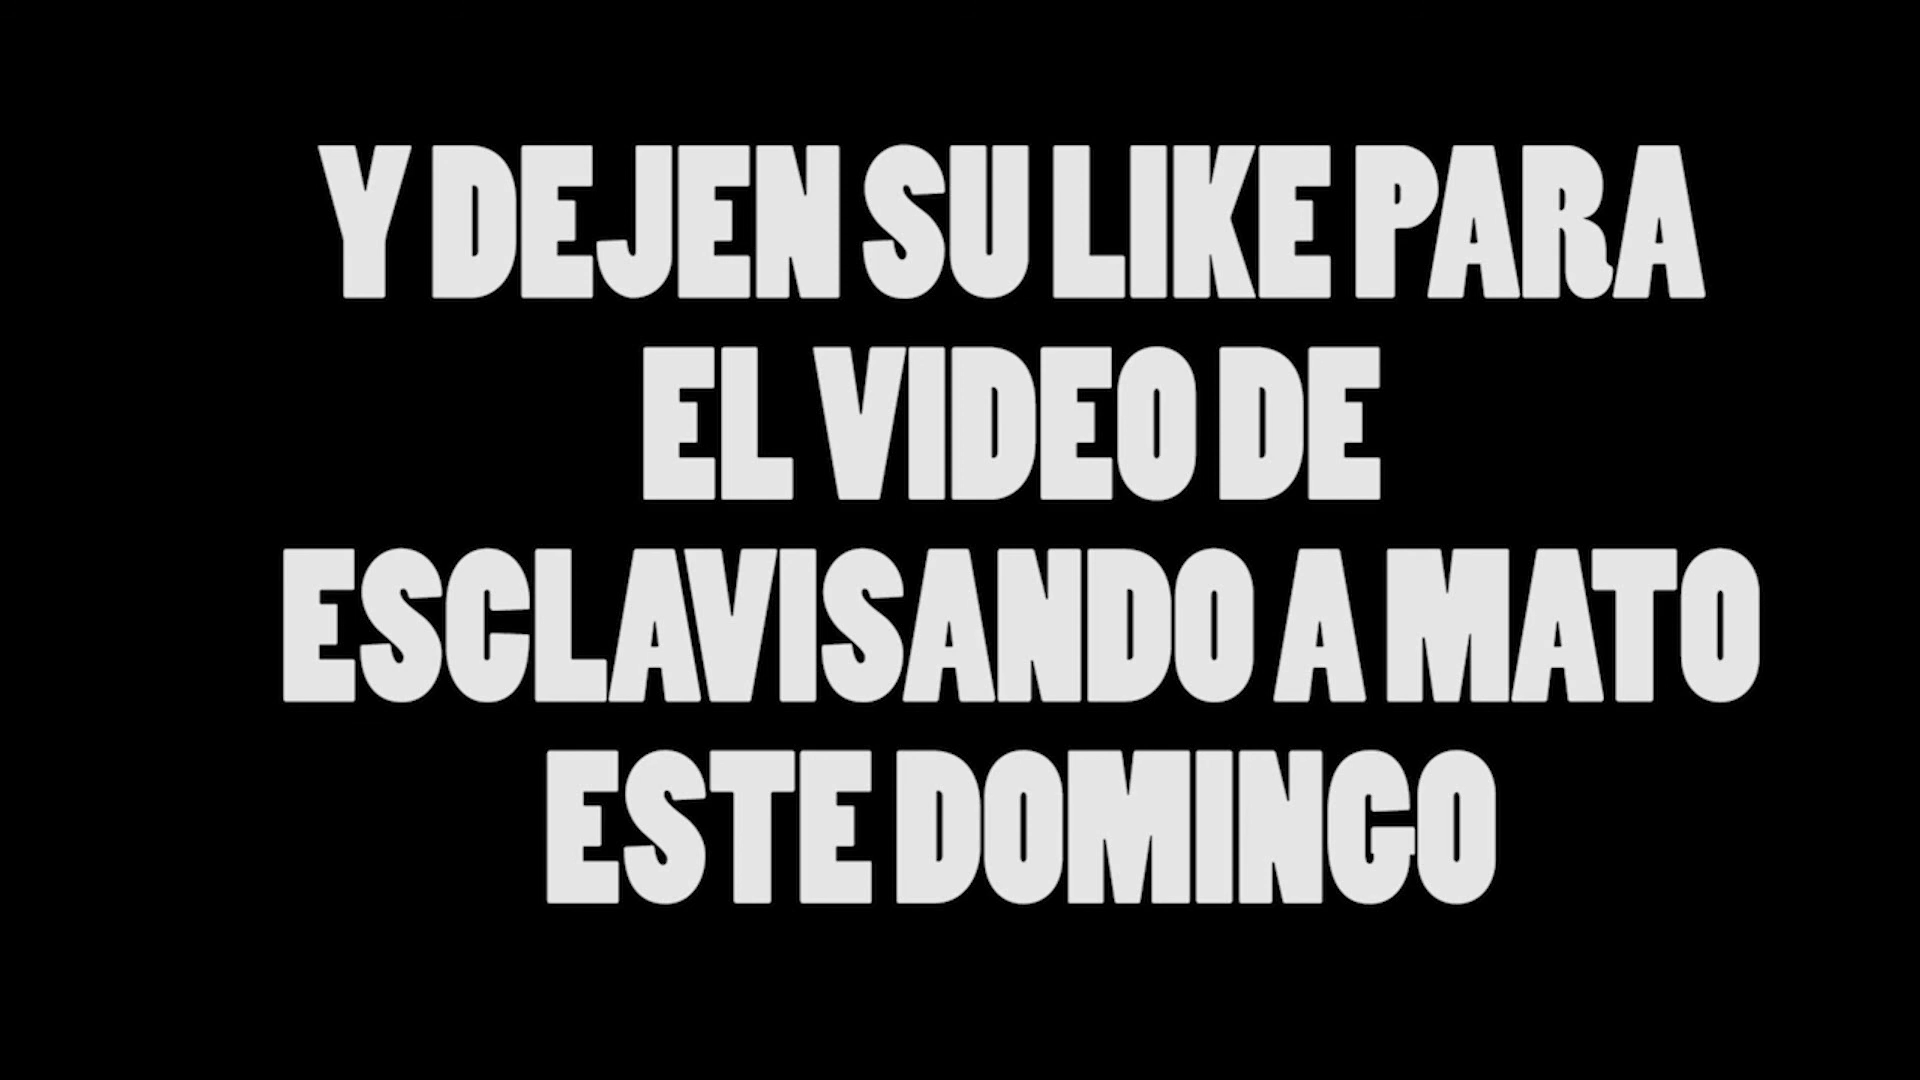 Y DEJEN SU LIKE PARA
EL VIDEO DE
ESCLAVISANDO A MATO
ESTE DOMINGO